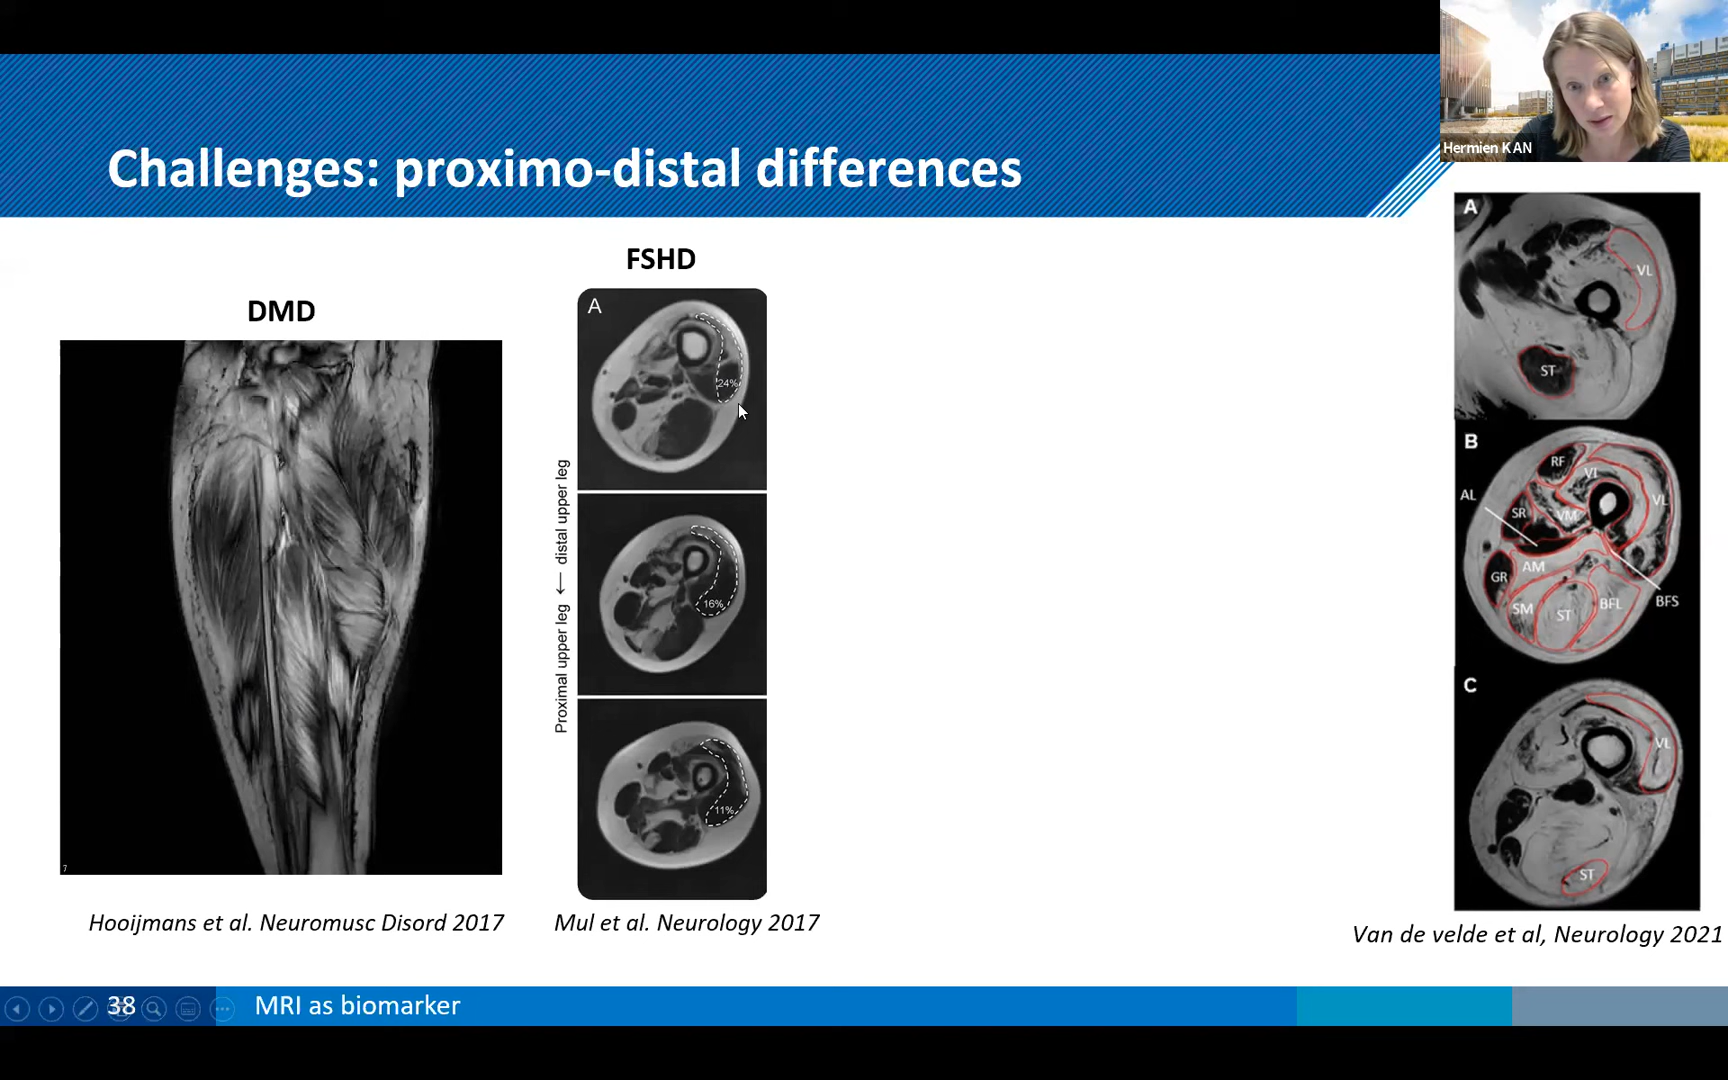 Hermien KAN
Challenges: proximo-distal differences
DMD
7
Hooijmans et al. Neuromusc Disord 2017
FSHD
A
24%
16%
11%
Proximal upper leg ← distal upper leg
Mul et al. Neurology 2017
A
VL
ST
B
RF
VI
AL
SR
VM
VL
GR
AM
SM
ST
BFL
BFS
C
VL
ST
Van de velde et al, Neurology 2021
38
MRI as biomarker